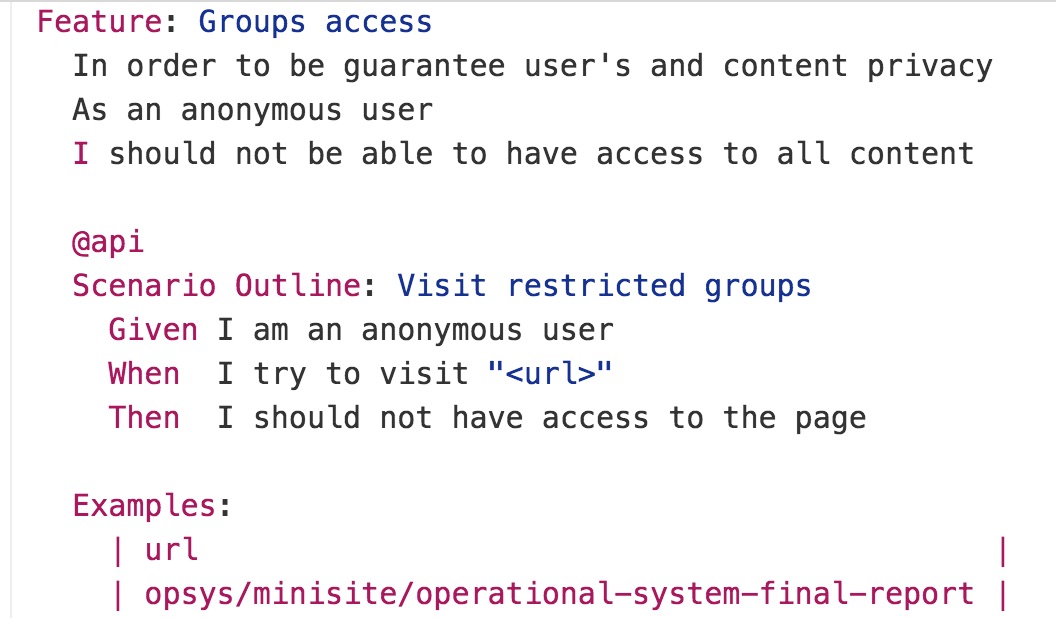 Feature: Groups access
In order to be guarantee user's and content privacy
As an anonymous user
I should not be able to have access to all content
@api
Scenario Outline: Visit restricted groups
Given I am an anonymous user
When I try to visit "<url>"
Then I should not have access to the page
Examples:
| url |
| opsys/minisite/operational-system-final-report |